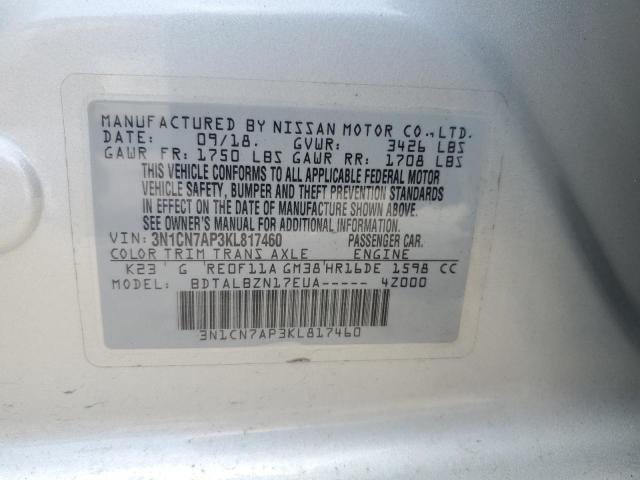 MANUFACTURED BY NISSAN MOTOR CO.,LTD.
DATE: 09/18. GVWR: 3426 LBS
GAWR FR: 1750 LBS GAWR RR: 1708 LBS
THIS VEHICLE CONFORMS TO ALL APPLICABLE FEDERAL MOTOR
VEHICLE SAFETY, BUMPER AND THEFT PREVENTION STANDARDS
IN EFFECT ON THE DATE OF MANUFACTURE SHOWN ABOVE.
SEE OWNER'S MANUAL FOR ADDITIONAL INFORMATION
VIN: 3N1CN7AP3KL817460 PASSENGER CAR.
COLOR TRIM TRANS AXLE ENGINE
K23 G RE0F11A GM38 HR16DE 1598 CC
MODEL: BDTALBZN17EUA----- 4Z000
3N1CN7AP3KL817460